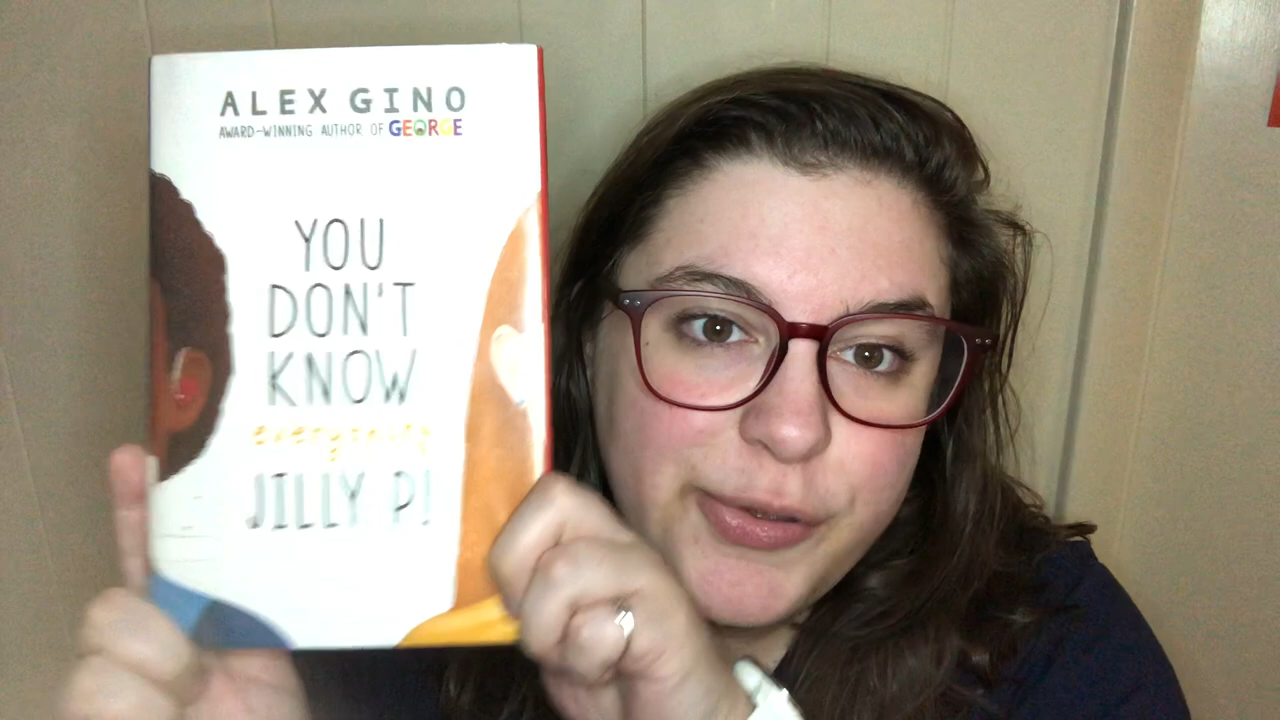 ALEX GINO
AWARD-WINNING AUTHOR OF GEORGE
YOU
DON'T
KNOW
everything
JILLY P!